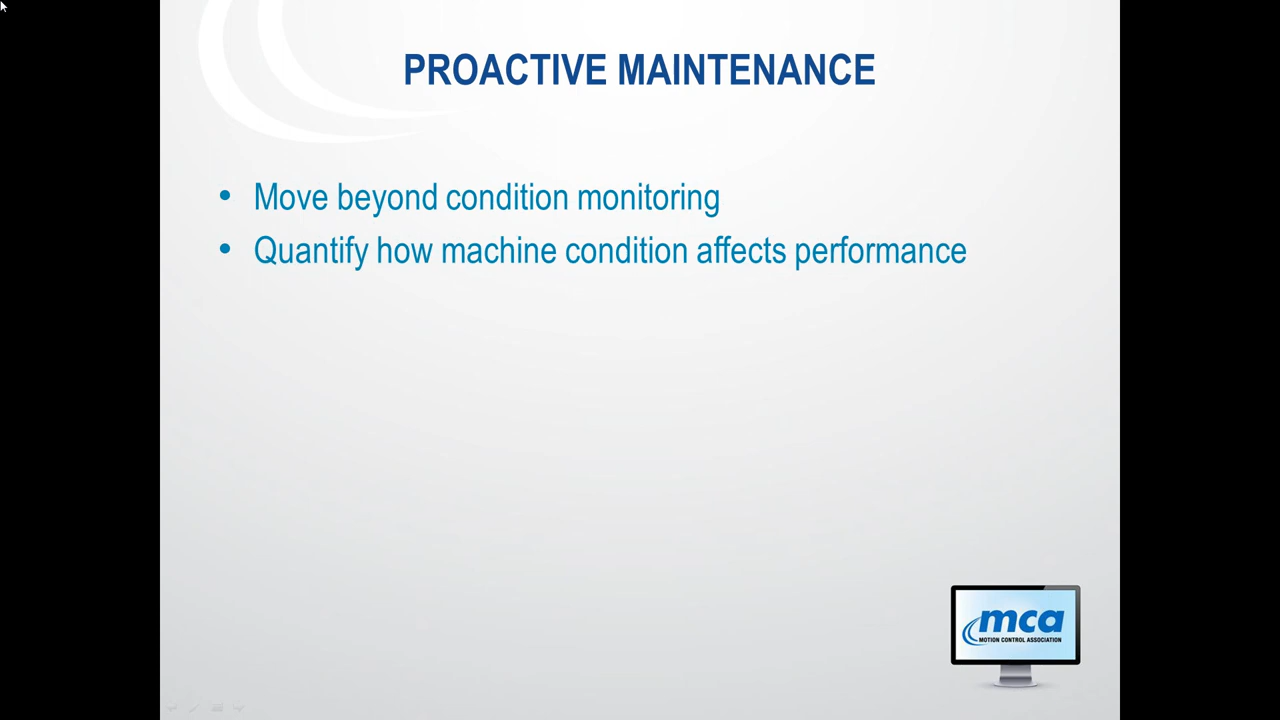 PROACTIVE MAINTENANCE
• Move beyond condition monitoring
• Quantify how machine condition affects performance
mca
MOTION CONTROL ASSOCIATION